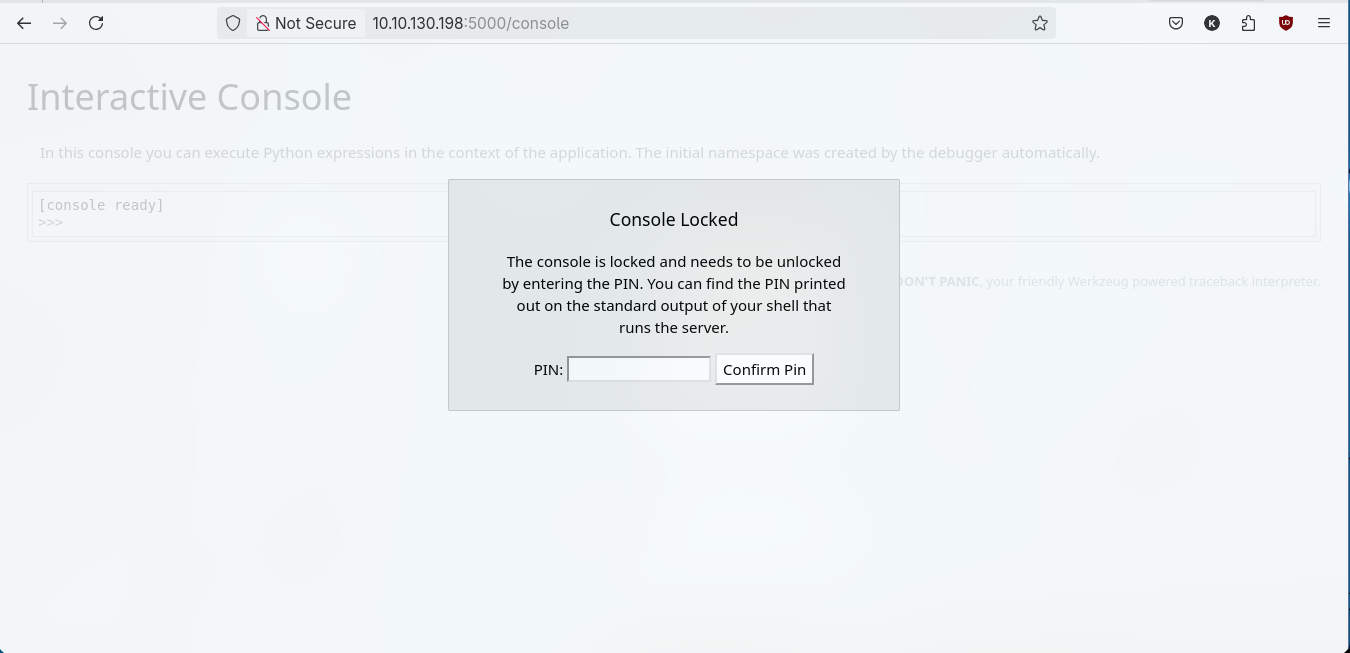 Not Secure 10.10.130.198:5000/console
Interactive Console
In this console you can execute Python expressions in the context of the application. The initial namespace was created by the debugger automatically.
[console ready]
>>>
Console Locked
The console is locked and needs to be unlocked
by entering the PIN. You can find the PIN printed
out on the standard output of your shell that
runs the server.
PIN: Confirm Pin
DON'T PANIC, your friendly Werkzeug powered traceback interpreter.